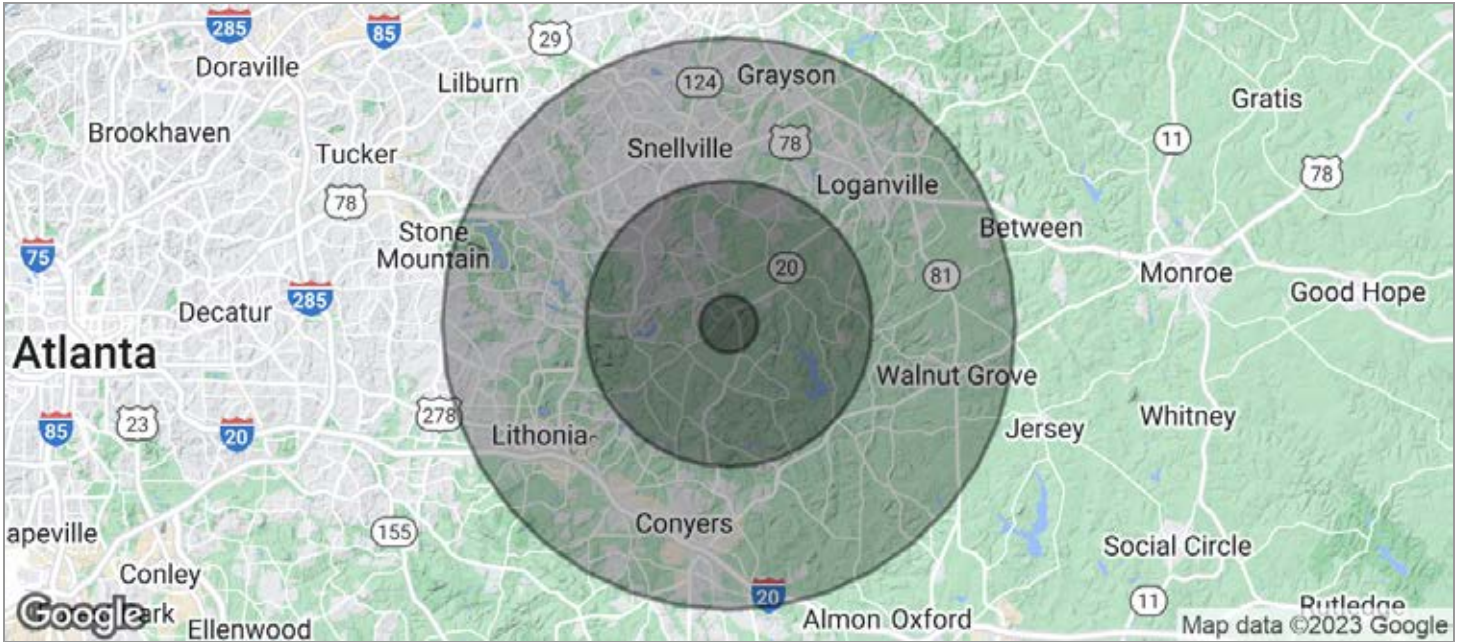 285
85
29
Doraville
Lilburn
124
Grayson
Gratis
Brookhaven
Tucker
Snellville
78
11
78
78
Loganville
Stone
Mountain
Between
75
20
81
Monroe
285
Decatur
Good Hope
Atlanta
Walnut Grove
278
Whitney
23
85
20
Lithonia
Jersey
155
apeville
Conyers
Social Circle
Conley
20
11
Rutledge
Google
ark
Ellenwood
Almon
Oxford
Map data ©2023 Google